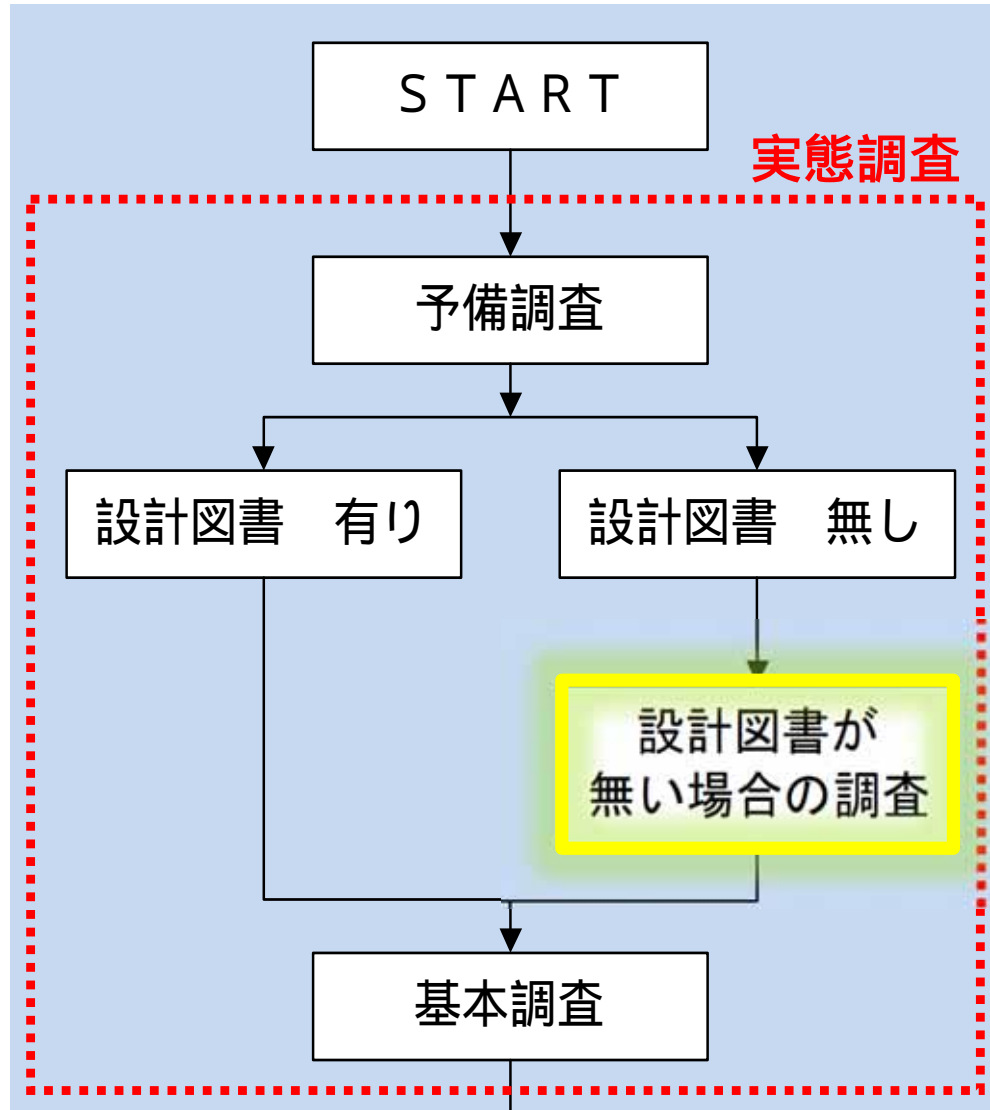 ＳＴＡＲＴ
実態調査
予備調査
設計図書　有り
設計図書　無し
設計図書が
無い場合の調査
基本調査